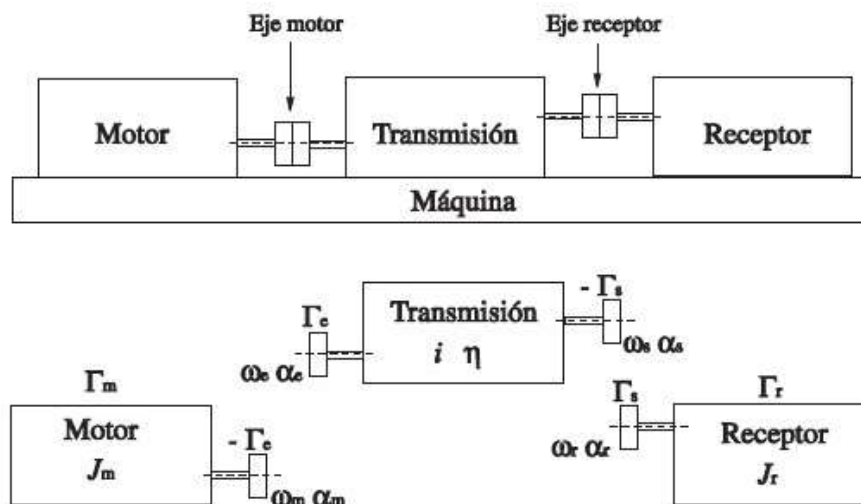 Eje motor
Eje receptor
Motor
Transmisión
Receptor
Máquina
- Γs
Γe
Transmisión
i η
ωe αe
ωs αs
Γm
Γs
Γr
Motor
- Γe
Receptor
Jm
ωr αr
Jr
ωm αm